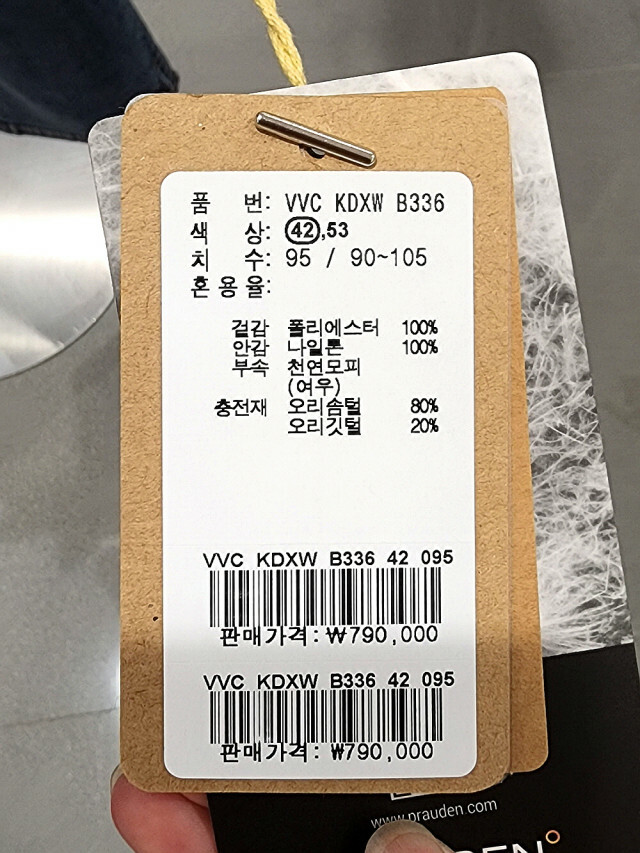 품 번: VVC KDXW B336
색 상: 42,53
치 수: 95 / 90~105
혼용율:
겉감 폴리에스터 100%
안감 나일론 100%
부속 천연모피
(여우)
충전재 오리솜털 80%
오리깃털 20%
VVC KDXW B336 42 095
판매가격:₩790,000
VVC KDXW B336 42 095
판매가격:₩790,000
www.prauden.com